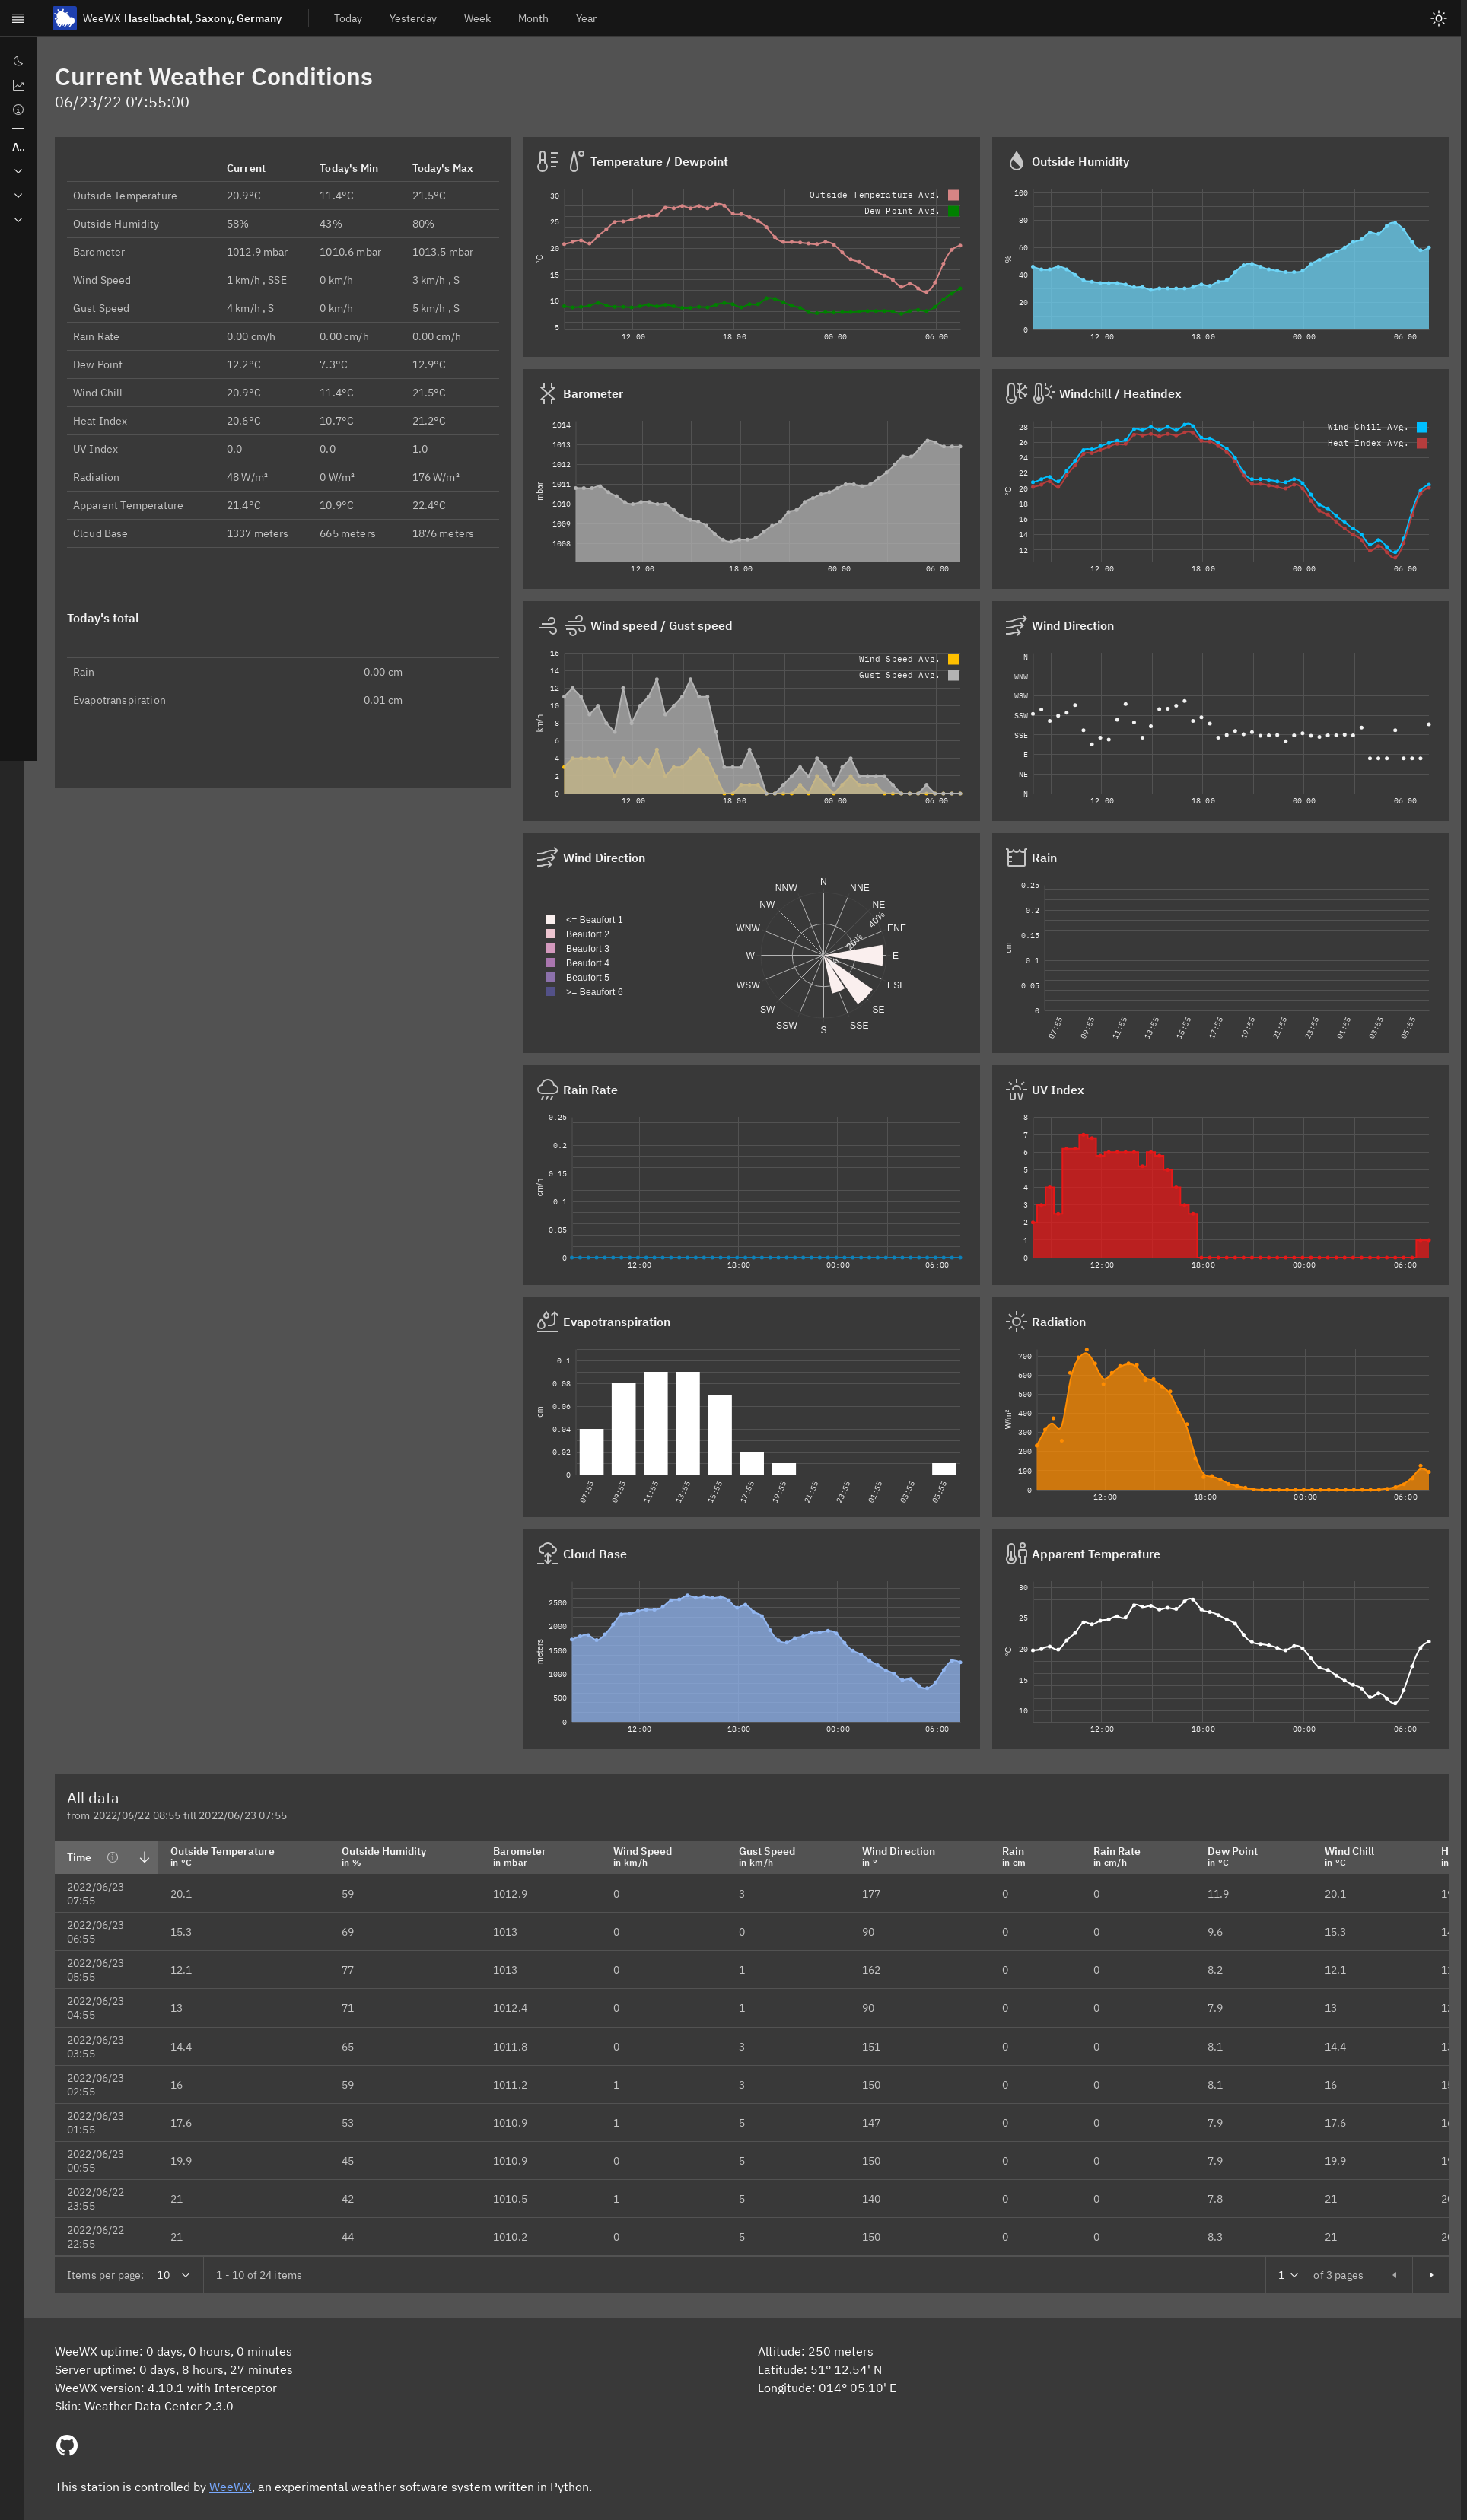 WeeWX Haselbachtal, Saxony, Germany Today Yesterday Week Month Year
A..
Current Weather Conditions
06/23/22 07:55:00
Current Today's Min Today's Max
Outside Temperature 20.9°C 11.4°C 21.5°C
Outside Humidity 58% 43% 80%
Barometer 1012.9 mbar 1010.6 mbar 1013.5 mbar
Wind Speed 1 km/h , SSE 0 km/h 3 km/h , S
Gust Speed 4 km/h , S 0 km/h 5 km/h , S
Rain Rate 0.00 cm/h 0.00 cm/h 0.00 cm/h
Dew Point 12.2°C 7.3°C 12.9°C
Wind Chill 20.9°C 11.4°C 21.5°C
Heat Index 20.6°C 10.7°C 21.2°C
UV Index 0.0 0.0 1.0
Radiation 48 W/m² 0 W/m² 176 W/m²
Apparent Temperature 21.4°C 10.9°C 22.4°C
Cloud Base 1337 meters 665 meters 1876 meters
Today's total
Rain 0.00 cm
Evapotranspiration 0.01 cm
Temperature / Dewpoint
Outside Temperature Avg.
Dew Point Avg.
°C
30
25
20
15
10
5
12:00 18:00 00:00 06:00
Outside Humidity
%
100
80
60
40
20
0
12:00 18:00 00:00 06:00
Barometer
mbar
1014
1013
1012
1011
1010
1009
1008
12:00 18:00 00:00 06:00
Windchill / Heatindex
Wind Chill Avg.
Heat Index Avg.
°C
28
26
24
22
20
18
16
14
12
12:00 18:00 00:00 06:00
Wind speed / Gust speed
Wind Speed Avg.
Gust Speed Avg.
km/h
16
14
12
10
8
6
4
2
0
12:00 18:00 00:00 06:00
Wind Direction
N
WNW
WSW
SSW
SSE
E
NE
N
12:00 18:00 00:00 06:00
Wind Direction
<= Beaufort 1
Beaufort 2
Beaufort 3
Beaufort 4
Beaufort 5
>= Beaufort 6
N
NNW NNE
NW NE
WNW ENE
W E
WSW ESE
SW SE
SSW SSE
S
20% 40%
Rain
cm
0.25
0.2
0.15
0.1
0.05
0
07:55 09:55 11:55 13:55 15:55 17:55 19:55 21:55 23:55 01:55 03:55 05:55
Rain Rate
cm/h
0.25
0.2
0.15
0.1
0.05
0
12:00 18:00 00:00 06:00
UV Index
8
7
6
5
4
3
2
1
0
12:00 18:00 00:00 06:00
Evapotranspiration
cm
0.1
0.08
0.06
0.04
0.02
0
07:55 09:55 11:55 13:55 15:55 17:55 19:55 21:55 23:55 01:55 03:55 05:55
Radiation
W/m²
700
600
500
400
300
200
100
0
12:00 18:00 00:00 06:00
Cloud Base
meters
2500
2000
1500
1000
500
0
12:00 18:00 00:00 06:00
Apparent Temperature
°C
30
25
20
15
10
12:00 18:00 00:00 06:00
All data
from 2022/06/22 08:55 till 2022/06/23 07:55
Time Outside Temperature Outside Humidity Barometer Wind Speed Gust Speed Wind Direction Rain Rain Rate Dew Point Wind Chill
in °C in % in mbar in km/h in km/h in ° in cm in cm/h in °C in °C
2022/06/23
07:55 20.1 59 1012.9 0 3 177 0 0 11.9 20.1
2022/06/23
06:55 15.3 69 1013 0 0 90 0 0 9.6 15.3
2022/06/23
05:55 12.1 77 1013 0 1 162 0 0 8.2 12.1
2022/06/23
04:55 13 71 1012.4 0 1 90 0 0 7.9 13
2022/06/23
03:55 14.4 65 1011.8 0 3 151 0 0 8.1 14.4
2022/06/23
02:55 16 59 1011.2 1 3 150 0 0 8.1 16
2022/06/23
01:55 17.6 53 1010.9 1 5 147 0 0 7.9 17.6
2022/06/23
00:55 19.9 45 1010.9 0 5 150 0 0 7.9 19.9
2022/06/22
23:55 21 42 1010.5 1 5 140 0 0 7.8 21
2022/06/22
22:55 21 44 1010.2 0 5 150 0 0 8.3 21
Items per page: 10 1 - 10 of 24 items 1 of 3 pages
WeeWX uptime: 0 days, 0 hours, 0 minutes
Server uptime: 0 days, 8 hours, 27 minutes
WeeWX version: 4.10.1 with Interceptor
Skin: Weather Data Center 2.3.0
Altitude: 250 meters
Latitude: 51° 12.54' N
Longitude: 014° 05.10' E
This station is controlled by WeeWX, an experimental weather software system written in Python.